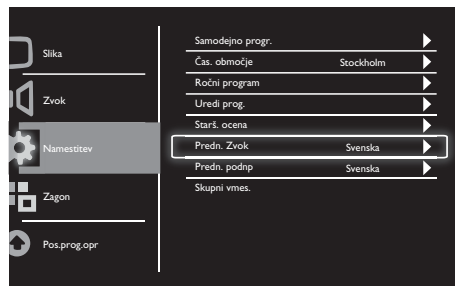 Slika
Zvok
Namestitev
Zagon
Pos.prog.opr
Samodejno progr.
Čas. območje Stockholm
Ročni program
Uredi prog.
Starš. ocena
Predn. Zvok Svenska
Predn. podnp Svenska
Skupni vmes.